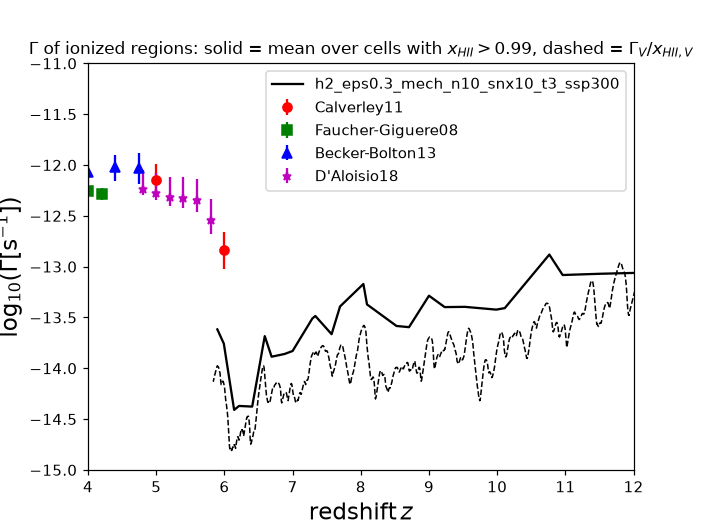 Γ of ionized regions: solid = mean over cells with x_HII > 0.99, dashed = Γ_V/x_HII,V
−11.0
h2_eps0.3_mech_n10_snx10_t3_ssp300
Calverley11
−11.5
Faucher-Giguere08
Becker-Bolton13
−12.0
D'Aloisio18
−12.5
−13.0
−13.5
−14.0
−14.5
−15.0
log₁₀(Γ[s⁻¹])
4 5 6 7 8 9 10 11 12
redshift z